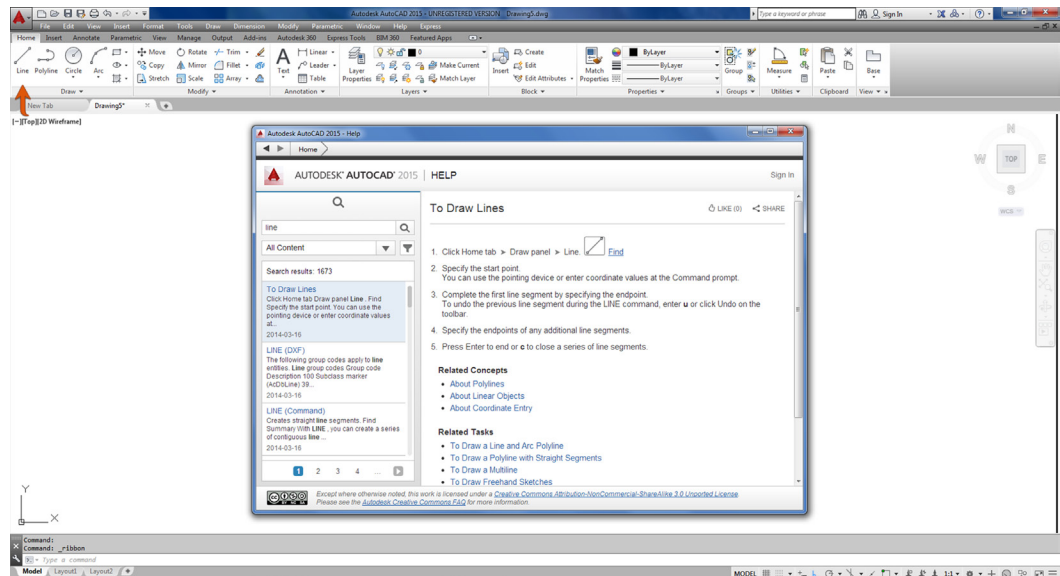 Autodesk AutoCAD 2015 - UNREGISTERED VERSION Drawing5.dwg
Type a keyword or phrase
Sign In
File Edit View Insert Format Tools Draw Dimension Modify Parametric Window Help Express
Home Insert Annotate Parametric View Manage Output Add-ins Autodesk 360 Express Tools BIM 360 Featured Apps
Line Polyline Circle Arc
Move Rotate Trim
Copy Mirror Fillet
Stretch Scale Array
Text
Linear
Leader
Table
Layer Properties
0
Make Current
Match Layer
Insert
Create
Edit
Edit Attributes
Match Properties
ByLayer
ByLayer
ByLayer
Group
Measure
Paste
Base
Draw Modify Annotation Layers Block Properties Groups Utilities Clipboard View
New Tab Drawing5*
[-][Top][2D Wireframe]
N
W TOP E
S
WCS
Autodesk AutoCAD 2015 - Help
Home
AUTODESK® AUTOCAD® 2015 HELP
Sign In
line
All Content
Search results: 1673
To Draw Lines
Click Home tab Draw panel Line . Find
Specify the start point. You can use the
pointing device or enter coordinate values
at...
2014-03-16
LINE (DXF)
The following group codes apply to line
entities. Line group codes Group code
Description 100 Subclass marker
(AcDbLine) 39...
2014-03-16
LINE (Command)
Creates straight line segments. Find
Summary With LINE , you can create a series
of contiguous line ...
2014-03-16
1 2 3 4 ...
To Draw Lines
LIKE (0) SHARE
1. Click Home tab ➤ Draw panel ➤ Line. Find
2. Specify the start point.
You can use the pointing device or enter coordinate values at the Command prompt.
3. Complete the first line segment by specifying the endpoint.
To undo the previous line segment during the LINE command, enter u or click Undo on the
toolbar.
4. Specify the endpoints of any additional line segments.
5. Press Enter to end or c to close a series of line segments.
Related Concepts
• About Polylines
• About Linear Objects
• About Coordinate Entry
Related Tasks
• To Draw a Line and Arc Polyline
• To Draw a Polyline with Straight Segments
• To Draw a Multiline
• To Draw Freehand Sketches
Except where otherwise noted, this work is licensed under a Creative Commons Attribution-NonCommercial-ShareAlike 3.0 Unported License.
Please see the Autodesk Creative Commons FAQ for more information.
Y
X
Command:
Command: _ribbon
Type a command
Model Layout1 Layout2
MODEL
1:1